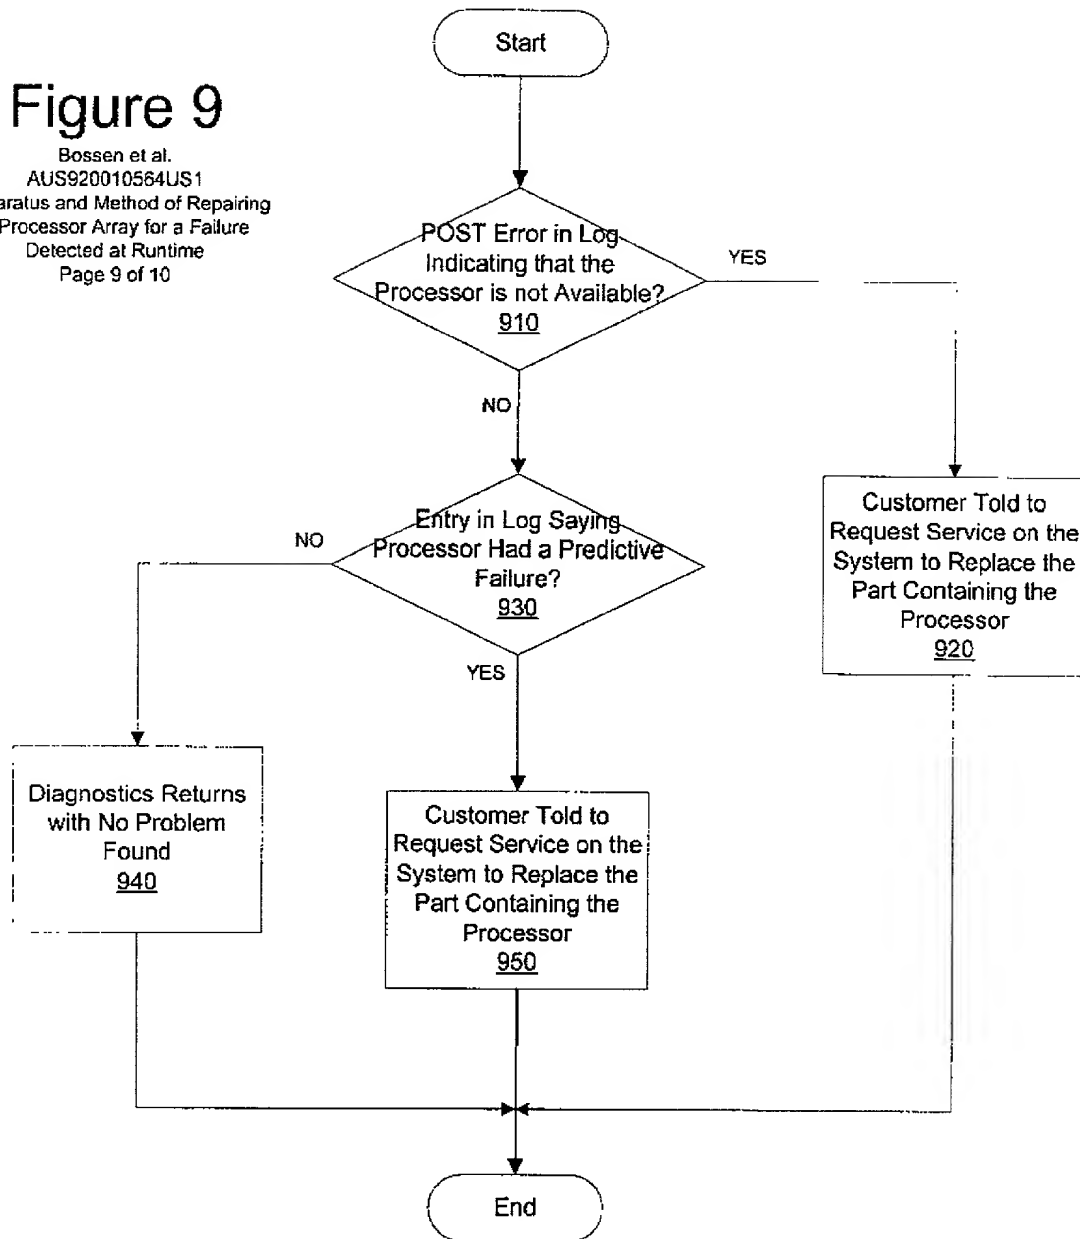 Start
Figure 9
Bossen et al.
AUS920010564US1
and Method of Repairing
Processor Array for a Failure
Detected at Runtime
Page 9 of 10
POST Error in Log
Indicating that the
Processor is not Available?
910
YES
NO
Entry in Log Saying
Processor Had a Predictive
Failure?
930
NO
YES
Customer Told to
Request Service on the
System to Replace the
Part Containing the
Processor
920
Diagnostics Returns
with No Problem
Found
940
Customer Told to
Request Service on the
System to Replace the
Part Containing the
Processor
950
End